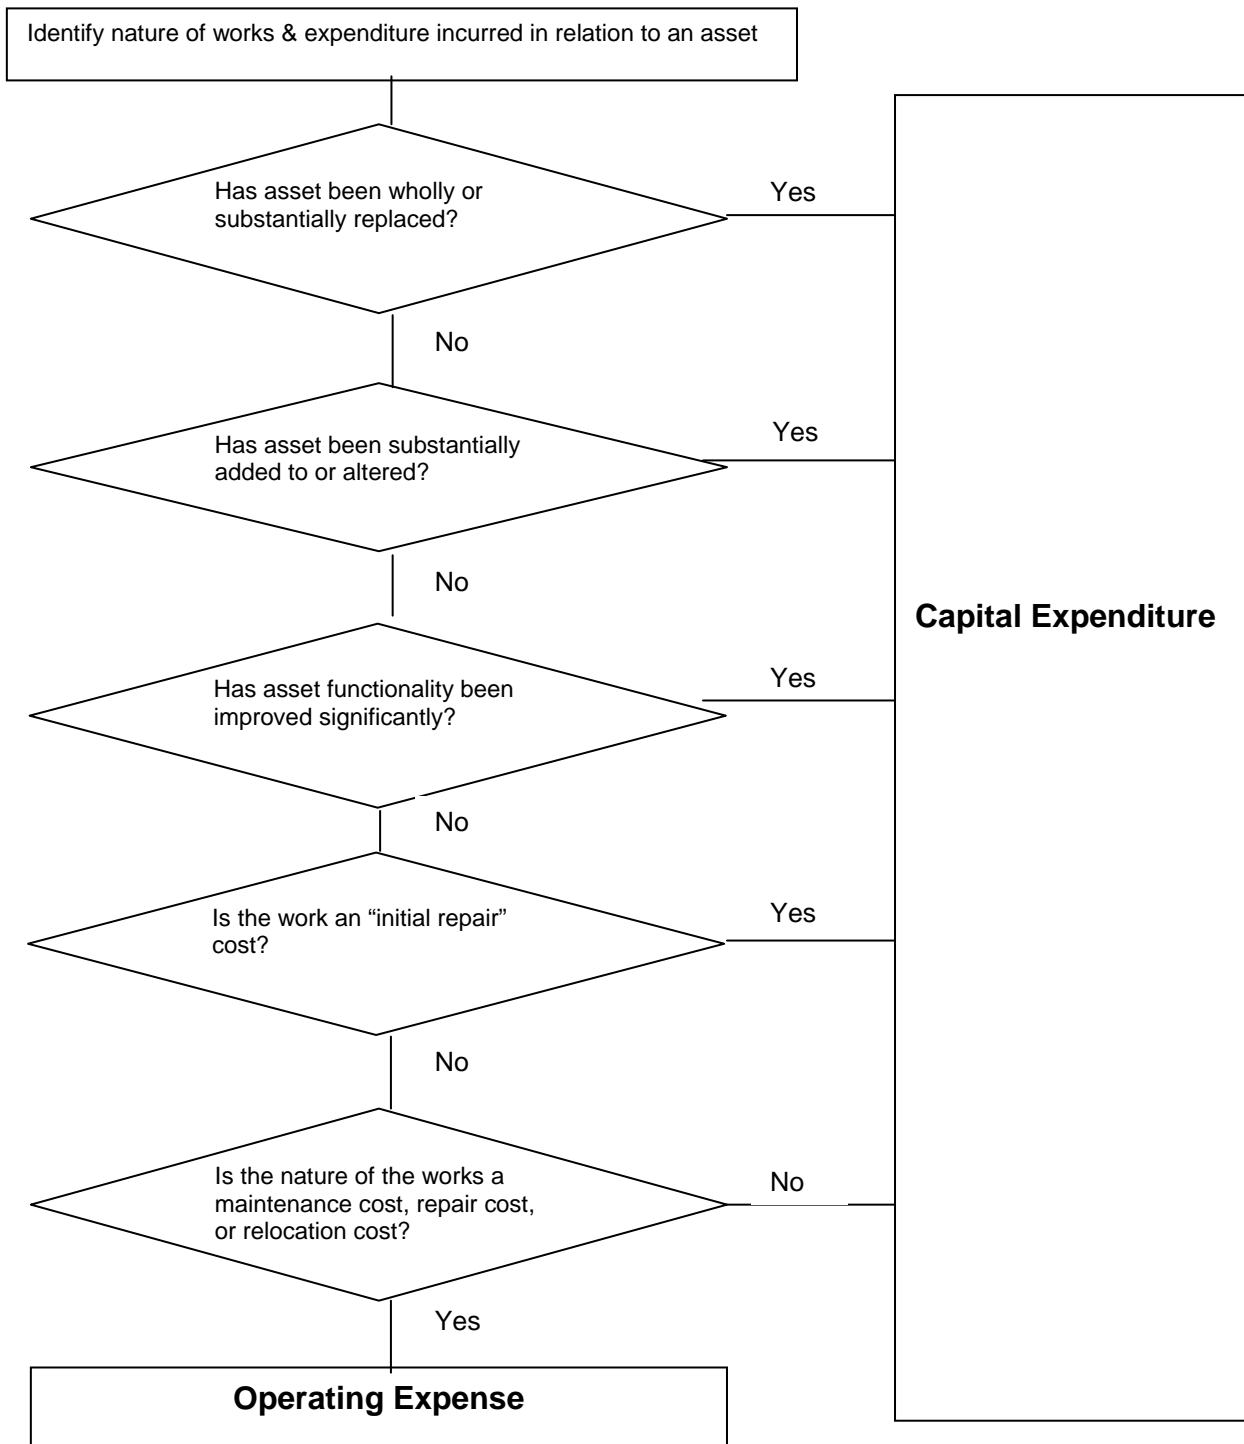 Identify nature of works & expenditure incurred in relation to an asset
Has asset been wholly or
substantially replaced?
Yes
No
Has asset been substantially
added to or altered?
Yes
No
Capital Expenditure
Has asset functionality been
improved significantly?
Yes
No
Is the work an “initial repair”
cost?
Yes
No
Is the nature of the works a
maintenance cost, repair cost,
or relocation cost?
No
Yes
Operating Expense